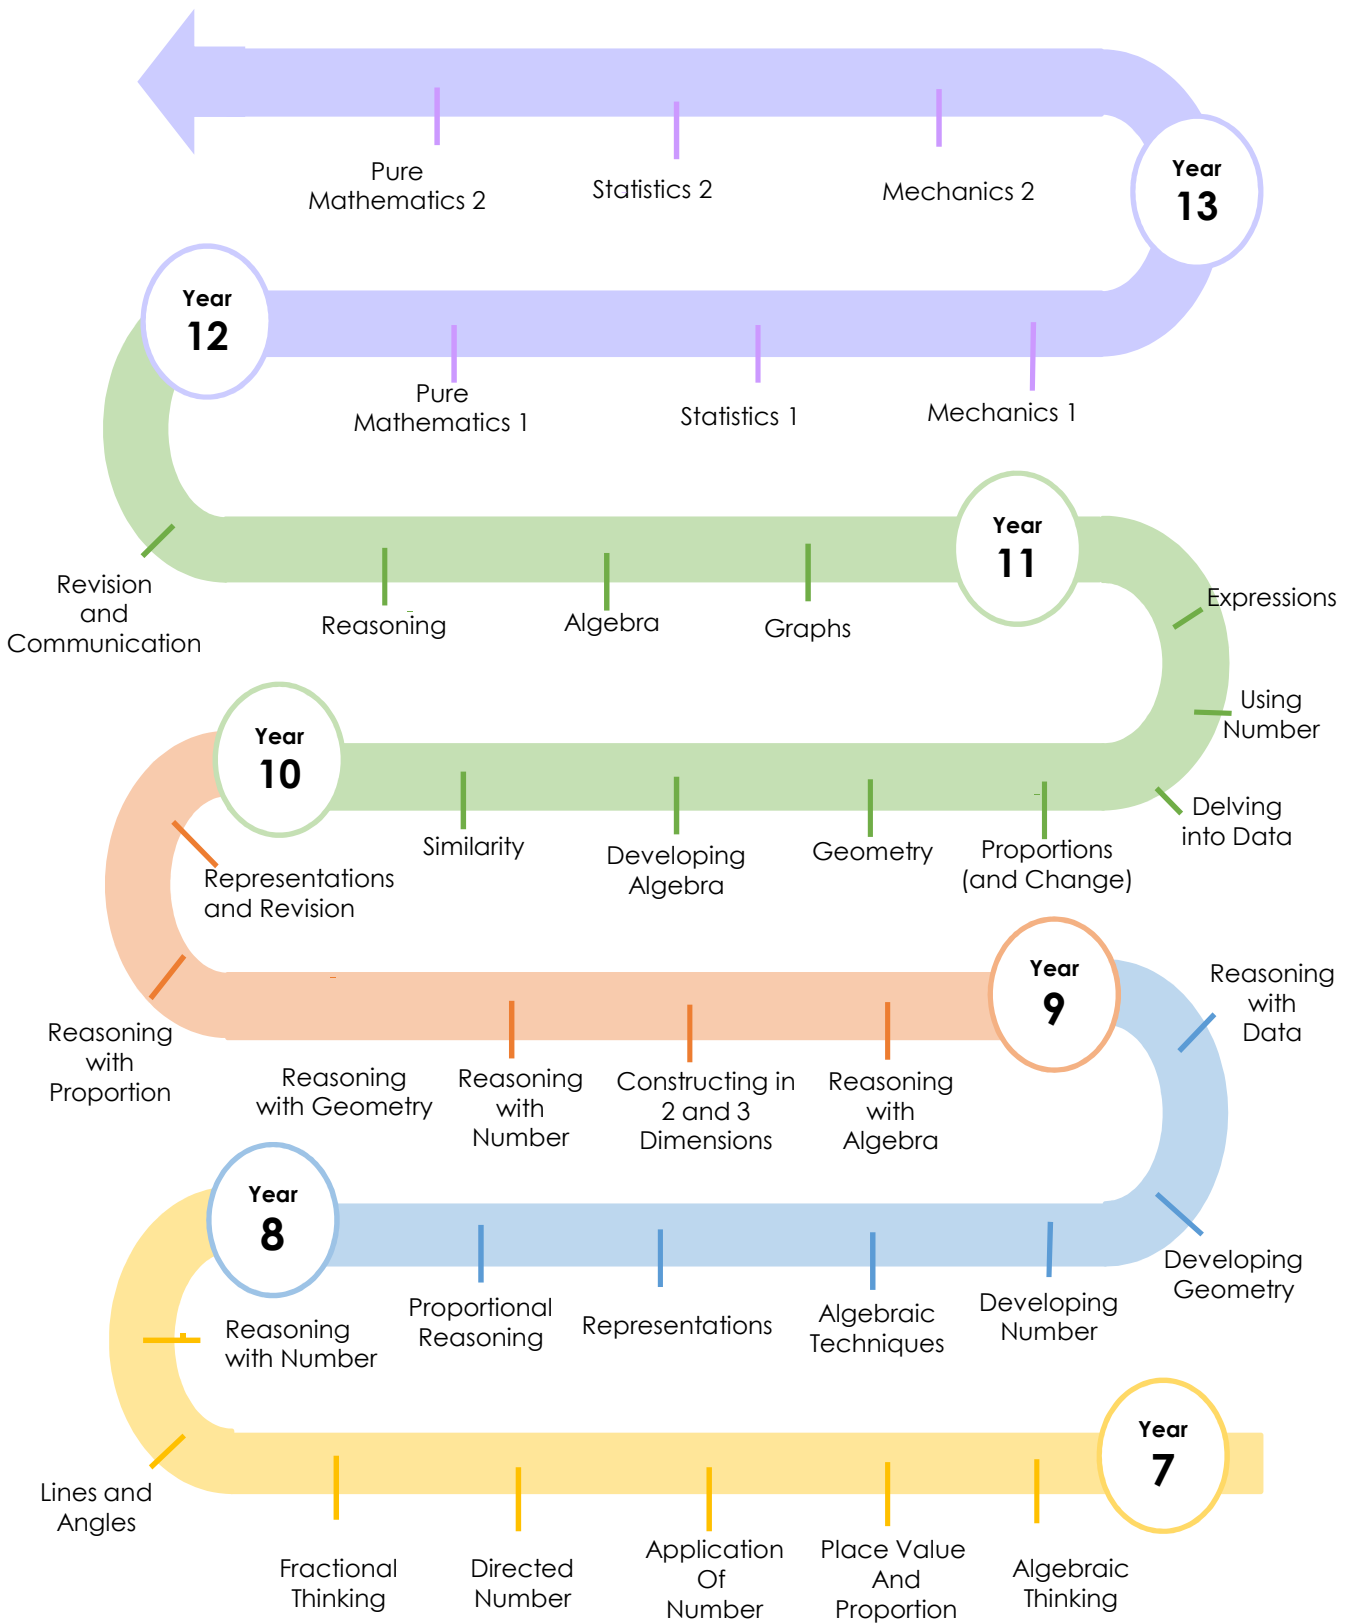 Pure
Mathematics 2
Statistics 2
Mechanics 2
Year
13
Year
12
Pure
Mathematics 1
Statistics 1
Mechanics 1
Revision
and
Communication
Reasoning
Algebra
Graphs
Year
11
Expressions
Using
Number
Delving
into Data
Year
10
Similarity
Developing
Algebra
Geometry
Proportions
(and Change)
Representations
and Revision
Reasoning
with
Proportion
Reasoning
with Geometry
Reasoning
with
Number
Constructing in
2 and 3
Dimensions
Reasoning
with
Algebra
Year
9
Reasoning
with
Data
Developing
Geometry
Year
8
Proportional
Reasoning
Representations
Algebraic
Techniques
Developing
Number
Reasoning
with Number
Lines and
Angles
Fractional
Thinking
Directed
Number
Application
Of
Number
Place Value
And
Proportion
Algebraic
Thinking
Year
7